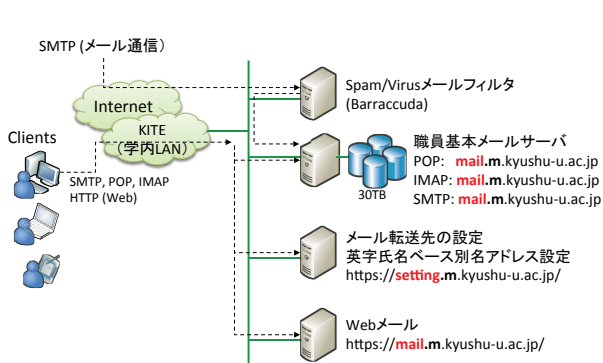 SMTP (メール通信)
Internet
KITE
(学内LAN)
Clients
SMTP, POP, IMAP
HTTP (Web)
Spam/Virusメールフィルタ
(Barraccuda)
30TB
職員基本メールサーバ
POP: mail.m.kyushu-u.ac.jp
IMAP: mail.m.kyushu-u.ac.jp
SMTP: mail.m.kyushu-u.ac.jp
メール転送先の設定
英字氏名ベース別名アドレス設定
https://setting.m.kyushu-u.ac.jp/
Webメール
https://mail.m.kyushu-u.ac.jp/